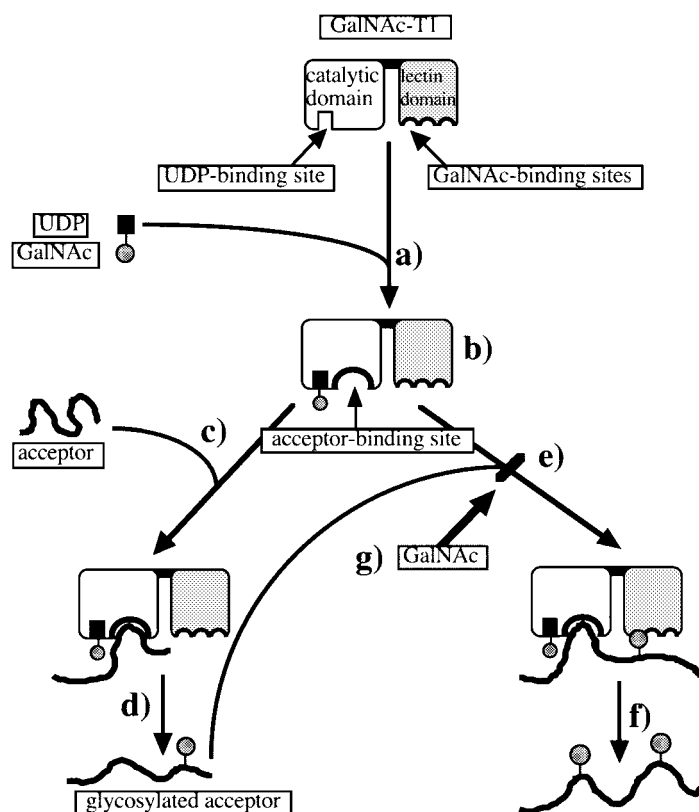 GalNAc-T1
catalytic
domain
lectin
domain
UDP-binding site
GalNAc-binding sites
UDP
GalNAc
a)
b)
acceptor
c)
acceptor-binding site
e)
g)
GalNAc
d)
f)
glycosylated acceptor